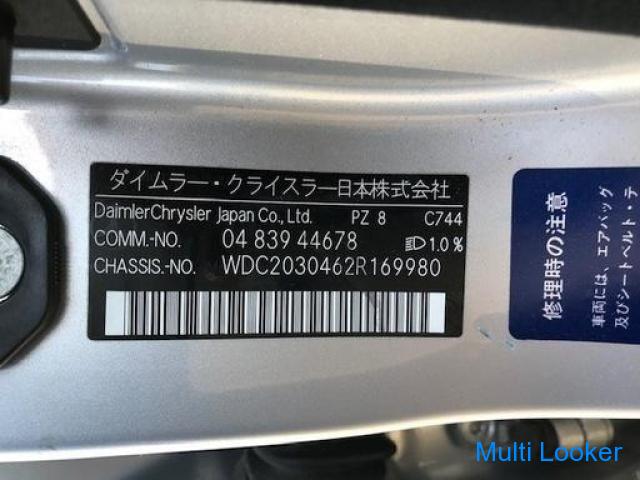 ダイムラー・クライスラー日本株式会社
DaimlerChrysler Japan Co., Ltd. PZ 8 C744
COMM.-NO. 04 839 44678 1.0%
CHASSIS.-NO. WDC2030462R169980
修理時の注意
車両には、エアバッグ
及びシートベルト・テ
Multi Looker